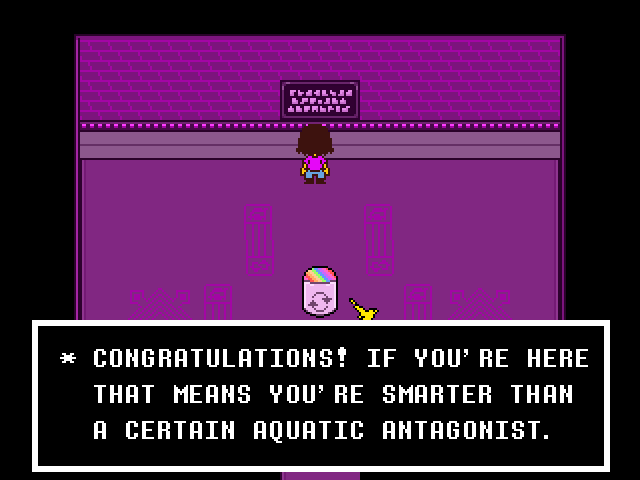 * CONGRATULATIONS! IF YOU'RE HERE
THAT MEANS YOU'RE SMARTER THAN
A CERTAIN AQUATIC ANTAGONIST.